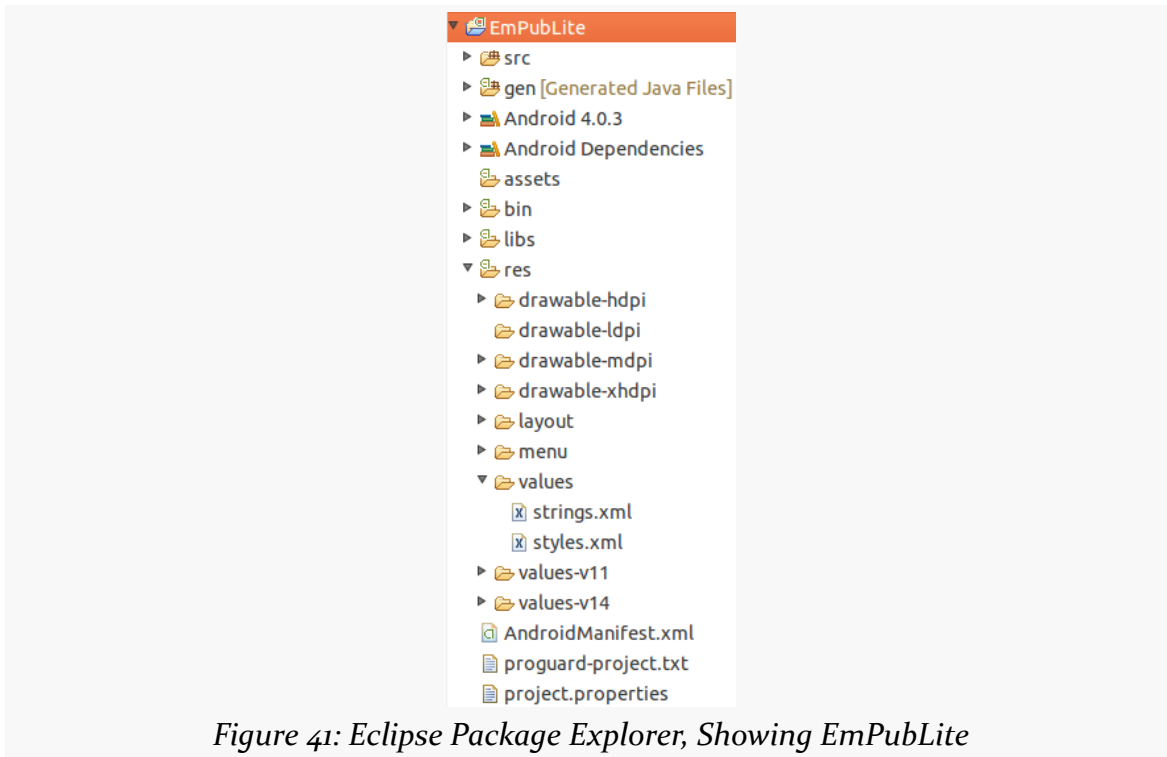 EmPubLite
src
gen [Generated Java Files]
Android 4.0.3
Android Dependencies
assets
bin
libs
res
drawable-hdpi
drawable-ldpi
drawable-mdpi
drawable-xhdpi
layout
menu
values
strings.xml
styles.xml
values-v11
values-v14
AndroidManifest.xml
proguard-project.txt
project.properties
Figure 41: Eclipse Package Explorer, Showing EmPubLite